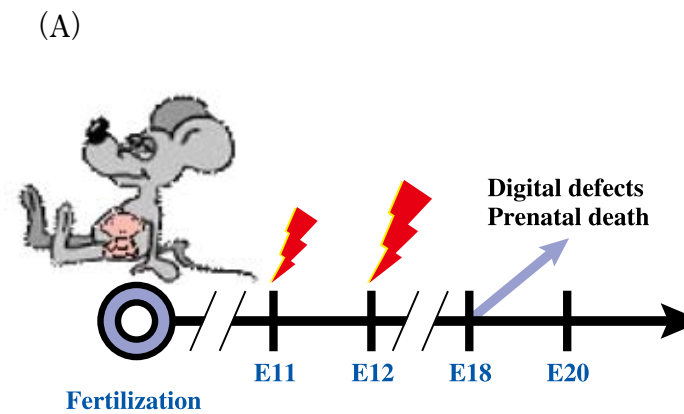 (A)
Digital defects
Prenatal death
E11
E12
E18
E20
Fertilization